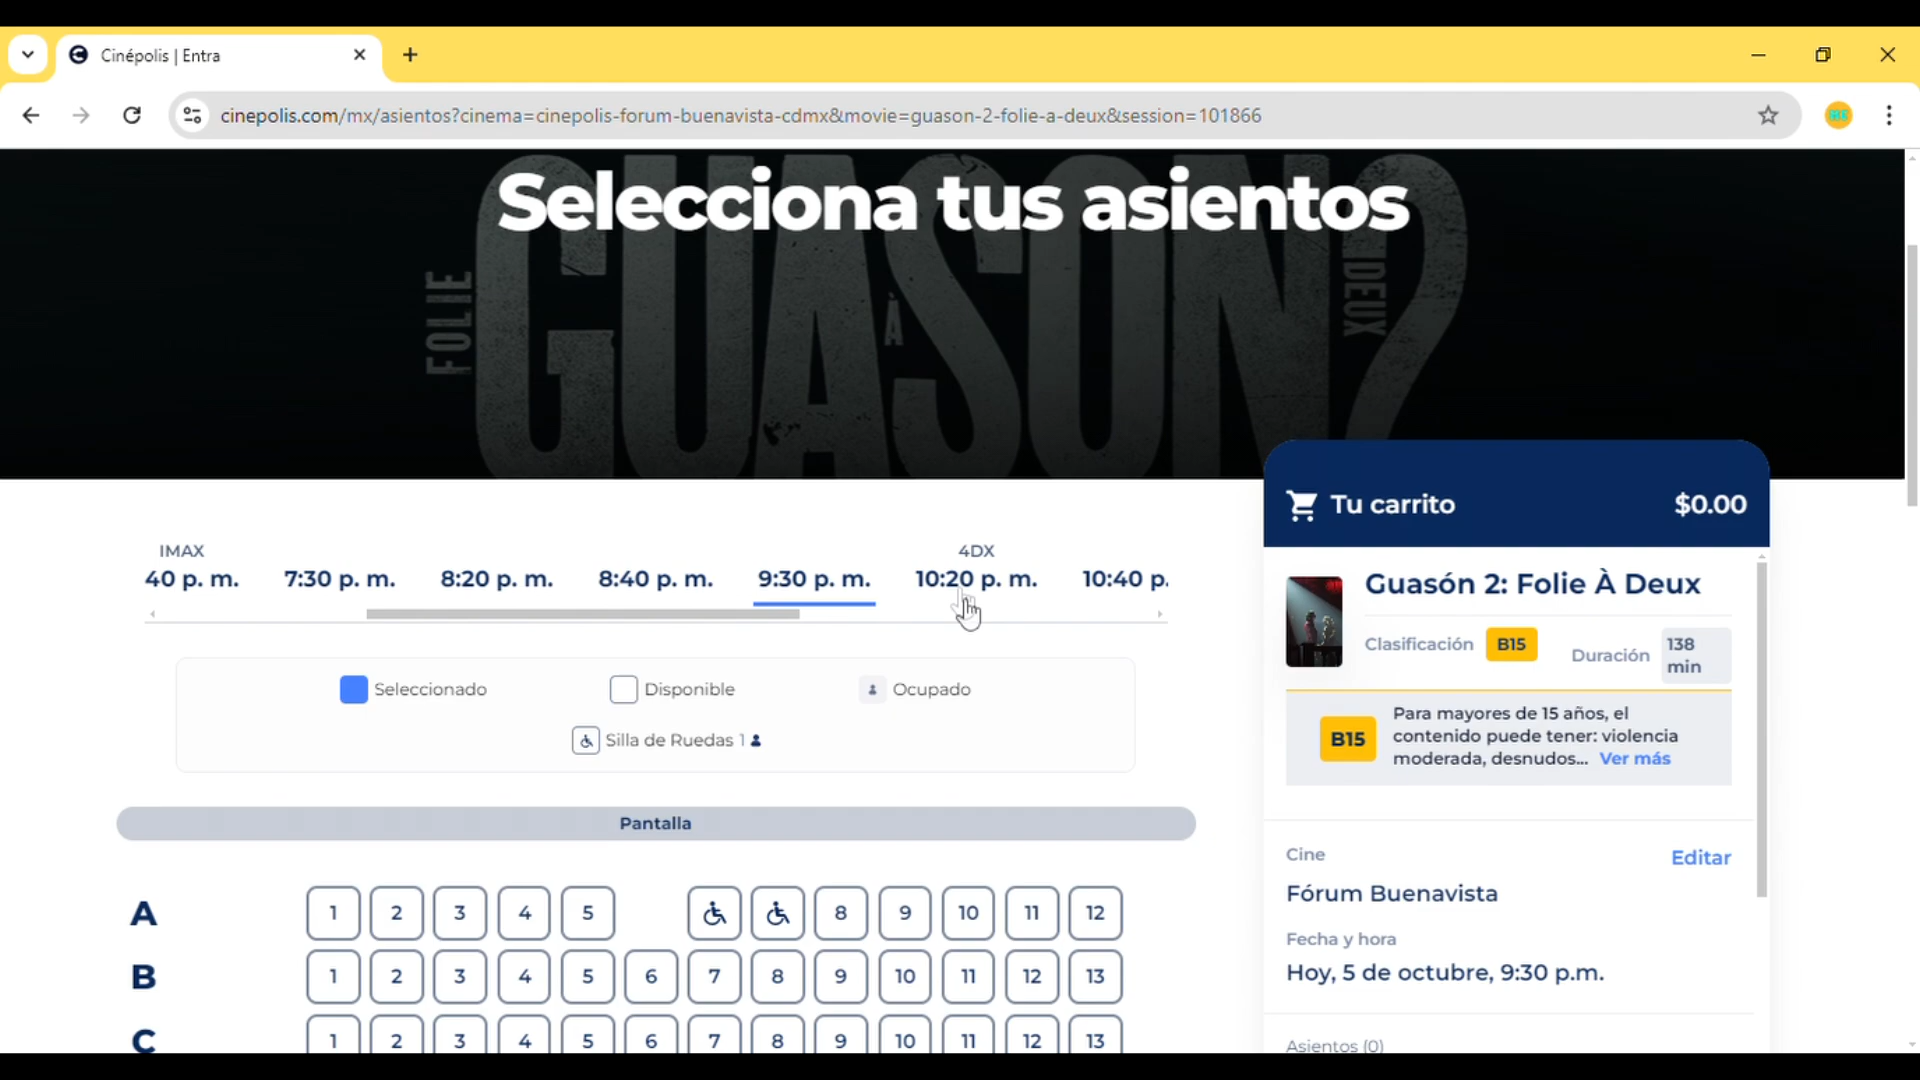 Cinépolis | Entra
cinepolis.com/mx/asientos?cinema=cinepolis-forum-buenavista-cdmx&movie=guason-2-folie-a-deux&session=101866
Selecciona tus asientos
FOLIE
GUASÓN 2
À
DEUX
Tu carrito $0.00
IMAX 4DX
40 p. m. 7:30 p. m. 8:20 p. m. 8:40 p. m. 9:30 p. m. 10:20 p. m. 10:40 p.
Guasón 2: Folie À Deux
Clasificación B15 Duración 138
min
Seleccionado Disponible Ocupado
Silla de Ruedas 1
B15
Para mayores de 15 años, el
contenido puede tener: violencia
moderada, desnudos... Ver más
Pantalla
Cine Editar
Fórum Buenavista
Fecha y hora
Hoy, 5 de octubre, 9:30 p.m.
Asientos (0)
A 1 2 3 4 5 8 9 10 11 12
B 1 2 3 4 5 6 7 8 9 10 11 12 13
C 1 2 3 4 5 6 7 8 9 10 11 12 13